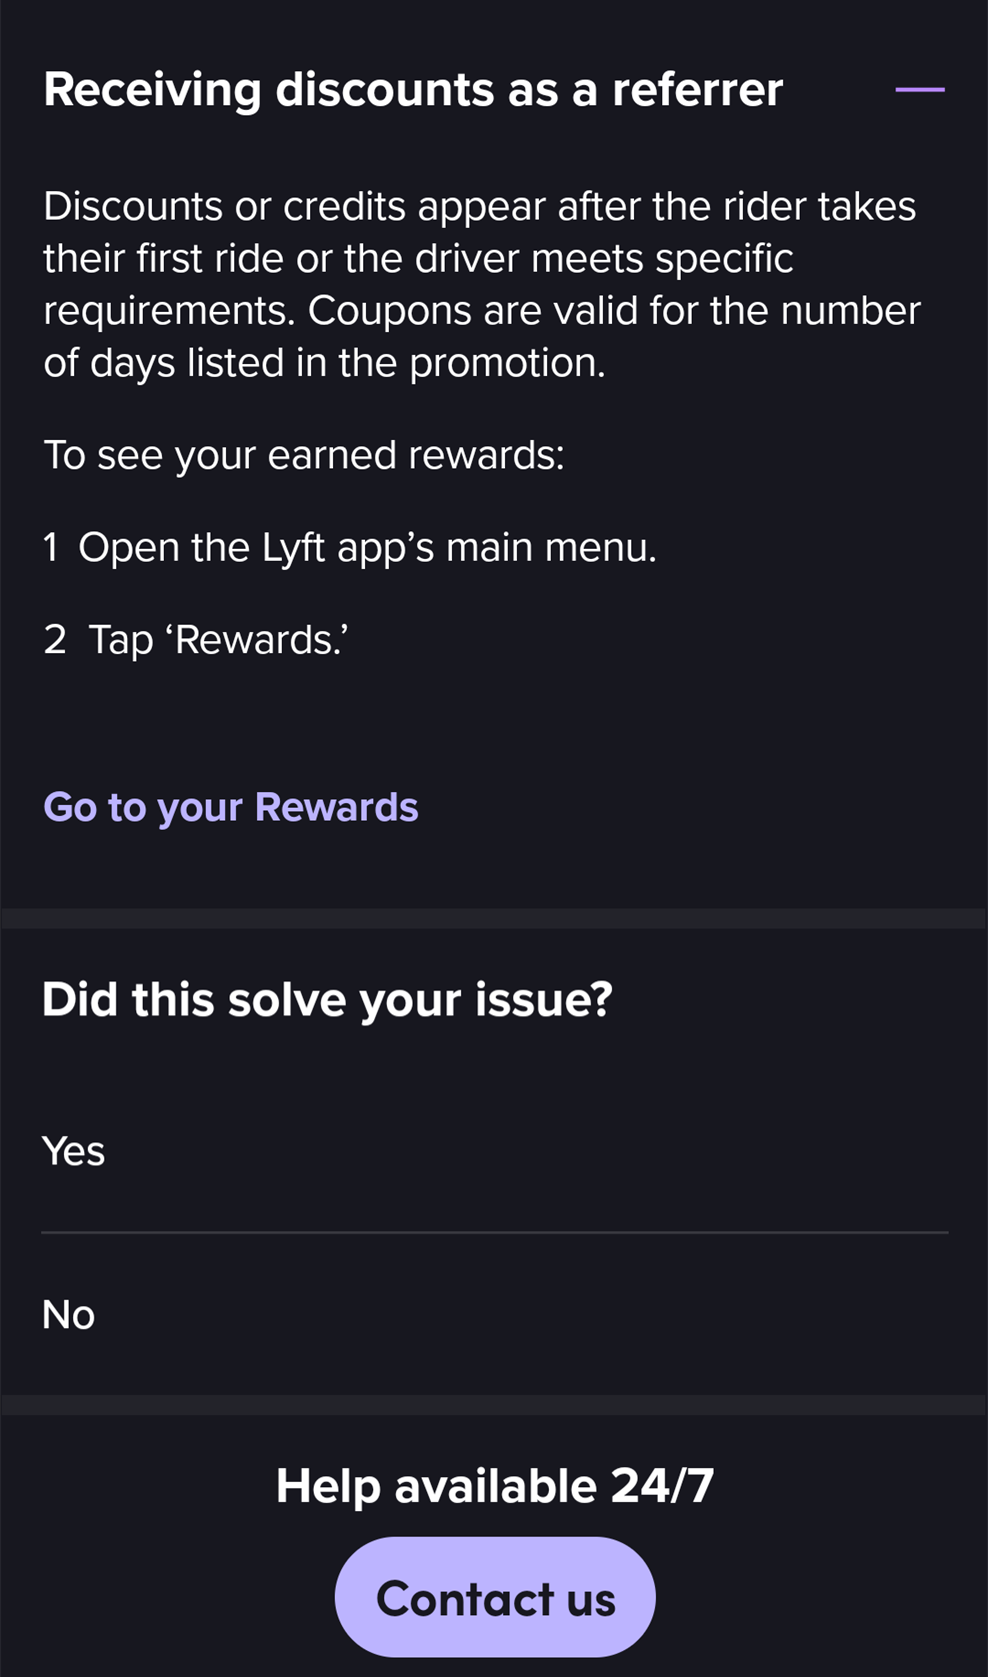 Receiving discounts as a referrer
Discounts or credits appear after the rider takes
their first ride or the driver meets specific
requirements. Coupons are valid for the number
of days listed in the promotion.
To see your earned rewards:
1 Open the Lyft app’s main menu.
2 Tap ‘Rewards.’
Go to your Rewards
Did this solve your issue?
Yes
No
Help available 24/7
Contact us